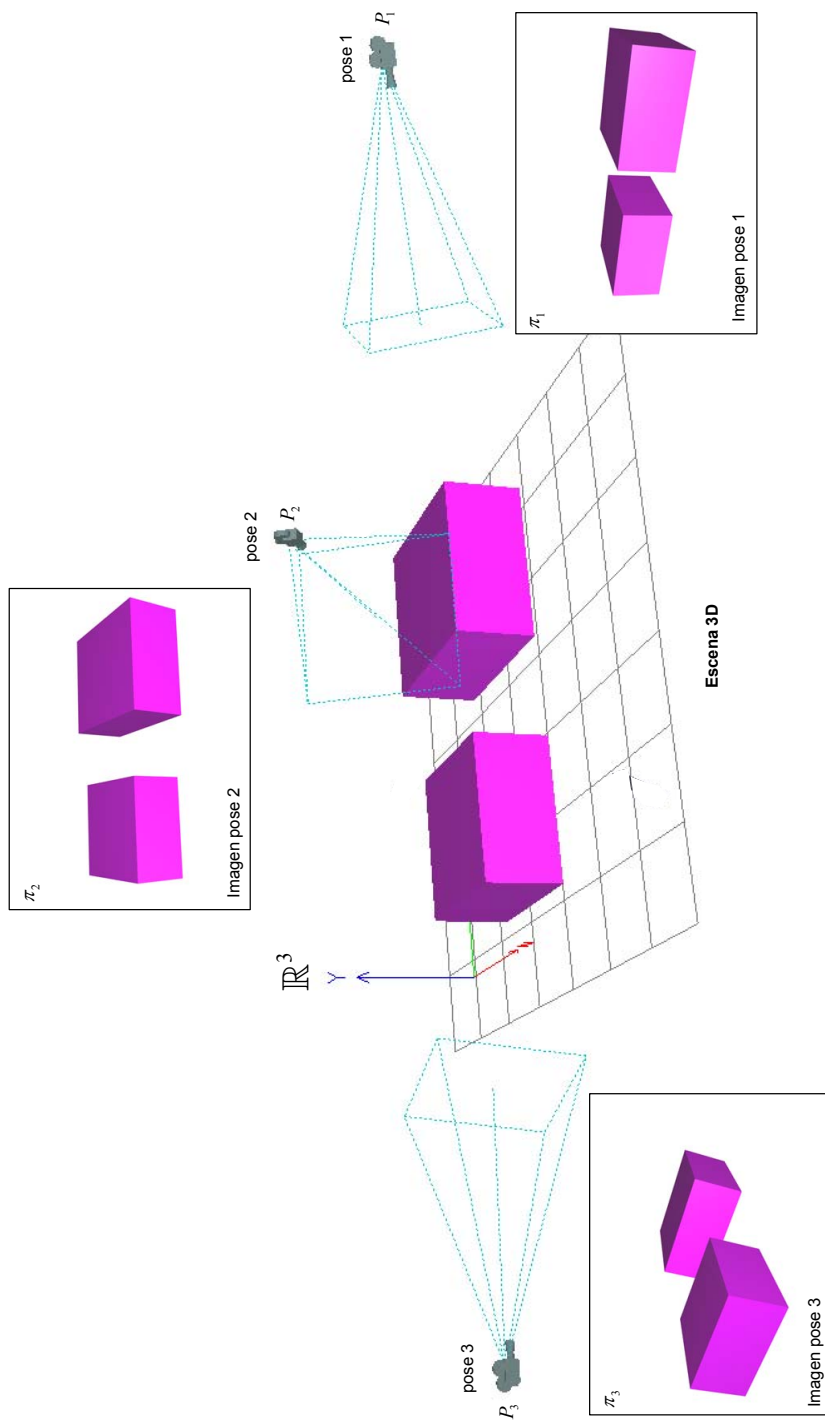 π₂
Imagen pose 2
pose 2
P₂
ℝ³
Y
pose 1
P₁
pose 3
P₃
π₁
Imagen pose 1
Escena 3D
π₃
Imagen pose 3